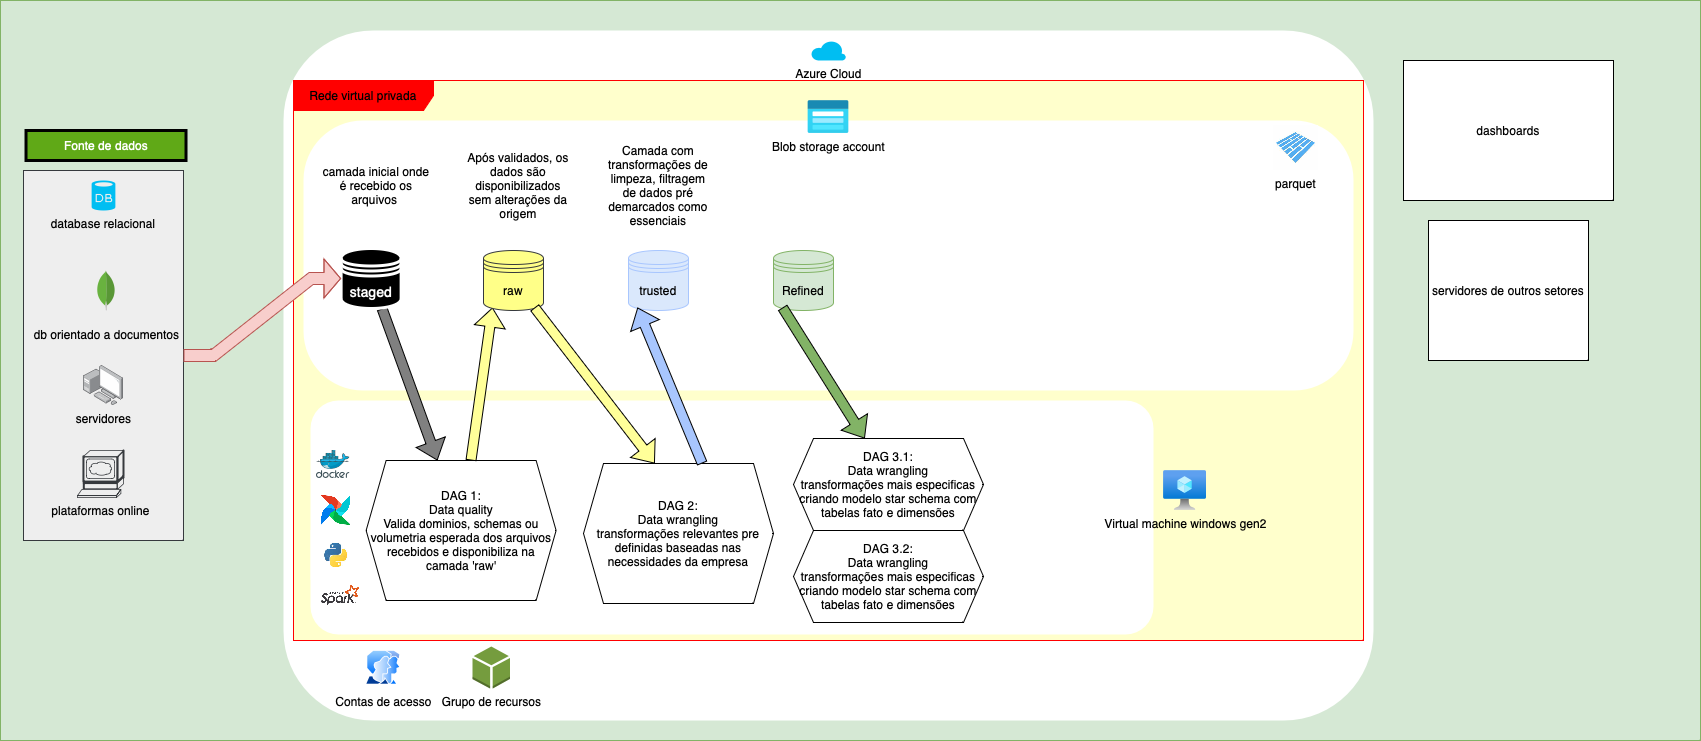 Azure Cloud
Rede virtual privada
Blob storage account
parquet
Fonte de dados
database relacional
db orientado a documentos
servidores
plataformas online
camada inicial onde
é recebido os
arquivos
Após validados, os
dados são
disponibilizados
sem alterações da
origem
Camada com
transformações de
limpeza, filtragem
de dados pré
demarcados como
essenciais
staged
raw
trusted
Refined
docker
Spark
DAG 1:
Data quality
Valida dominios, schemas ou
volumetria esperada dos arquivos
recebidos e disponibiliza na
camada 'raw'
DAG 2:
Data wrangling
transformações relevantes pre
definidas baseadas nas
necessidades da empresa
DAG 3.1:
Data wrangling
transformações mais especificas
criando modelo star schema com
tabelas fato e dimensões
DAG 3.2:
Data wrangling
transformações mais especificas
criando modelo star schema com
tabelas fato e dimensões
Virtual machine windows gen2
Contas de acesso
Grupo de recursos
dashboards
servidores de outros setores
DB